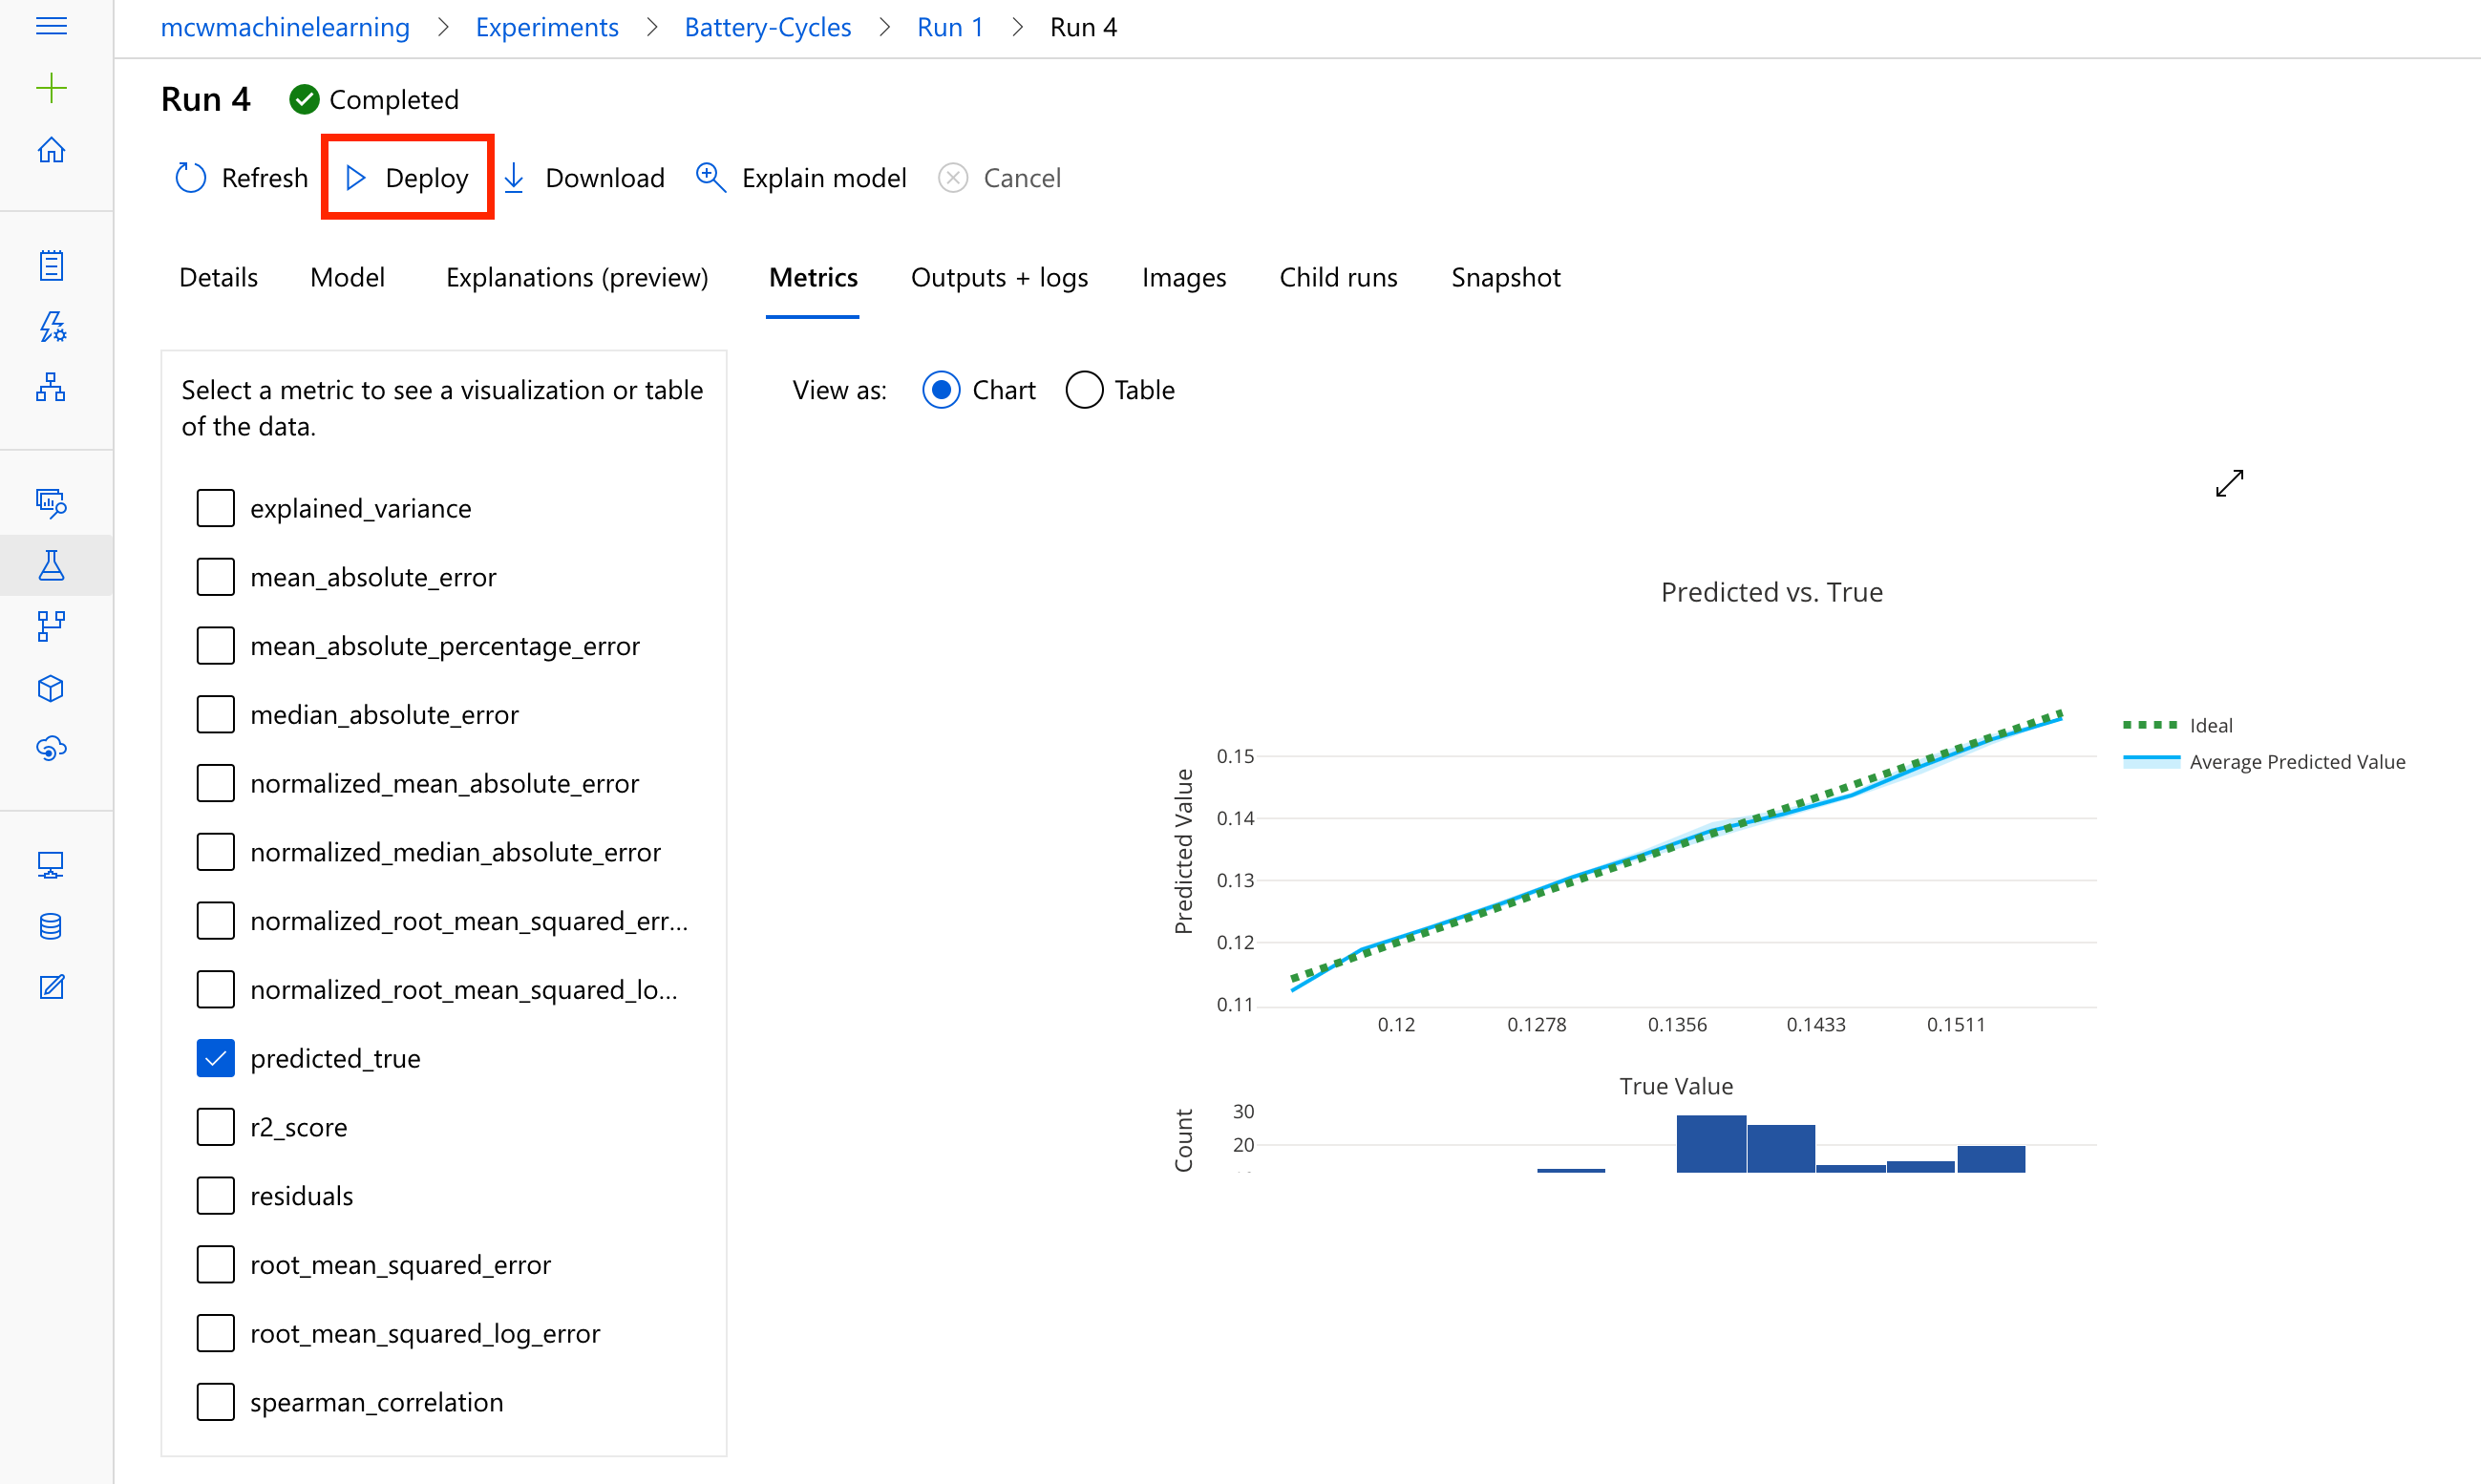 mcwmachinelearning > Experiments > Battery-Cycles > Run 1 > Run 4
Run 4 Completed
Refresh Deploy Download Explain model Cancel
Details Model Explanations (preview) Metrics Outputs + logs Images Child runs Snapshot
Select a metric to see a visualization or table
of the data.
explained_variance
mean_absolute_error
mean_absolute_percentage_error
median_absolute_error
normalized_mean_absolute_error
normalized_median_absolute_error
normalized_root_mean_squared_err...
normalized_root_mean_squared_lo...
predicted_true
r2_score
residuals
root_mean_squared_error
root_mean_squared_log_error
spearman_correlation
View as: Chart Table
Predicted vs. True
Ideal
Average Predicted Value
Predicted Value
0.15
0.14
0.13
0.12
0.11
0.12 0.1278 0.1356 0.1433 0.1511
True Value
Count
30
20